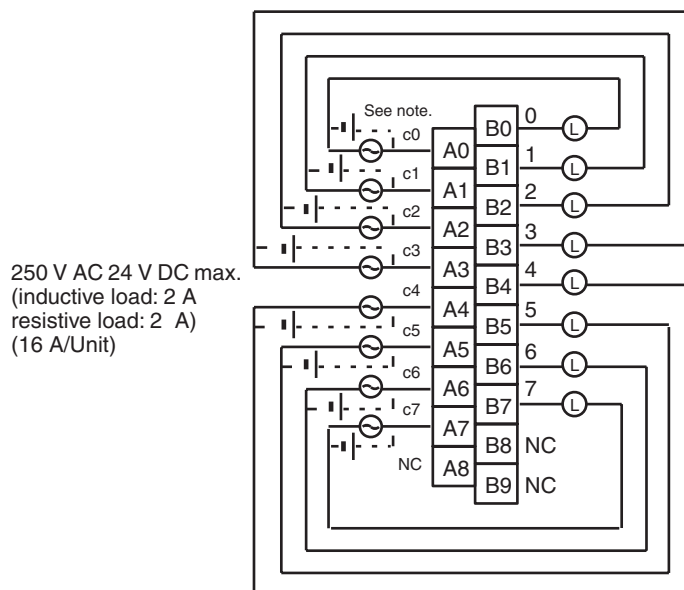 See note.
0
c0
B0
L
A0
1
c1
B1
L
A1
2
c2
B2
L
A2
3
c3
B3
L
A3
4
c4
B4
L
A4
5
c5
B5
L
A5
6
c6
B6
L
A6
7
c7
B7
L
A7
NC
B8 NC
A8
B9 NC
250 V AC 24 V DC max.
(inductive load: 2 A
resistive load: 2 A)
(16 A/Unit)